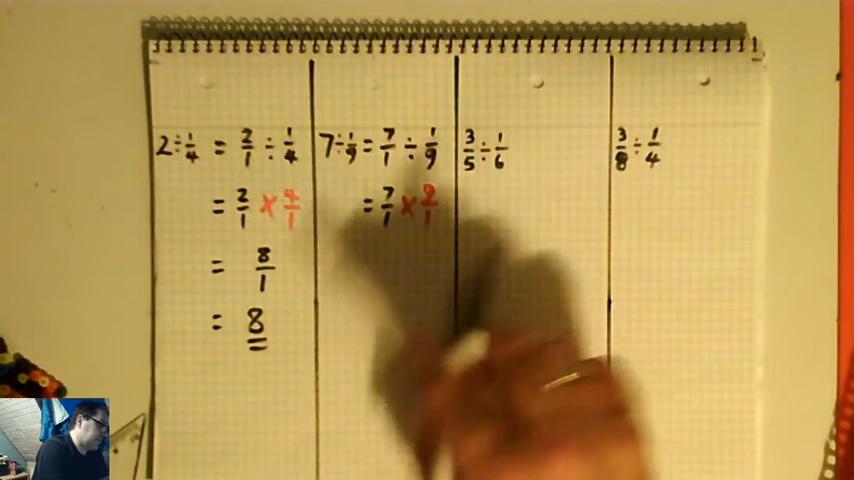 2 ÷ 1/4 = 2/1 ÷ 1/4
= 2/1 × 4/1
= 8/1
= 8
7 ÷ 1/9 = 7/1 ÷ 1/9
= 7/1 × 9/1
3/5 ÷ 1/6
3/8 ÷ 1/4